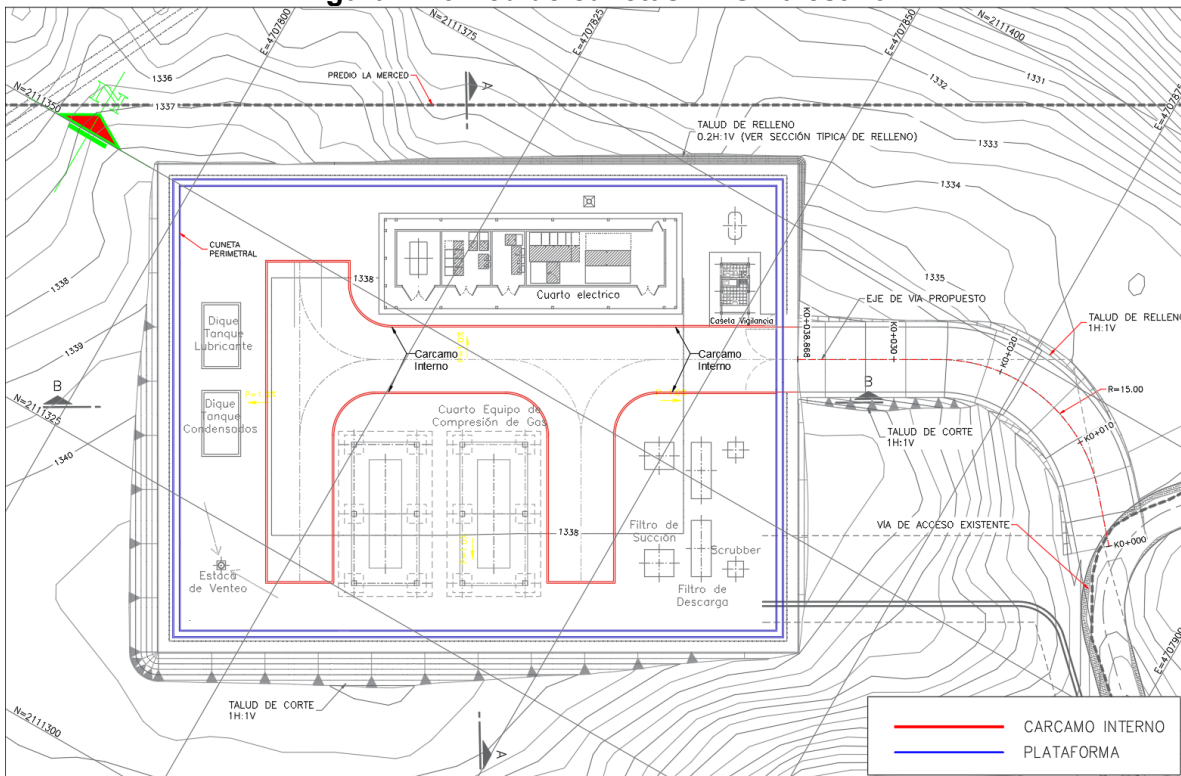 E=4707800
N=2111375
E=4707825
E=4707850
N=2111400
1336
1331
N=2111350
PREDIO LA MERCED
A
1332
E=470787
1337
TALUD DE RELLENO
0.2H:1V (VER SECCIÓN TIPICA DE RELLENO)
1333
1334
CUNETA
PERIMETRAL
1338
1338
1335
Cuarto electrico
EJE DE VIA PROPUESTO
Caseta Vigilancia
Dique
Tanque
Lubricante
K0+038.868
K0+030
K0+020
TALUD DE RELLENO
1H:1V
1339
Carcamo
Interno
Carcamo
Interno
B
B
R=15.00
N=2111325
Dique
Tanque
Condensados
Cuarto Equipo de
Compresión de Gas
TALUD DE CORTE
1H:1V
K0+010
1340
Filtro de
Succión
1338
VÍA DE ACCESO EXISTENTE
Scrubber
K0+000
Estaca
de Venteo
Filtro de
Descarga
E=4707900
TALUD DE CORTE
1H:1V
N=2111300
A
CARCAMO INTERNO
PLATAFORMA